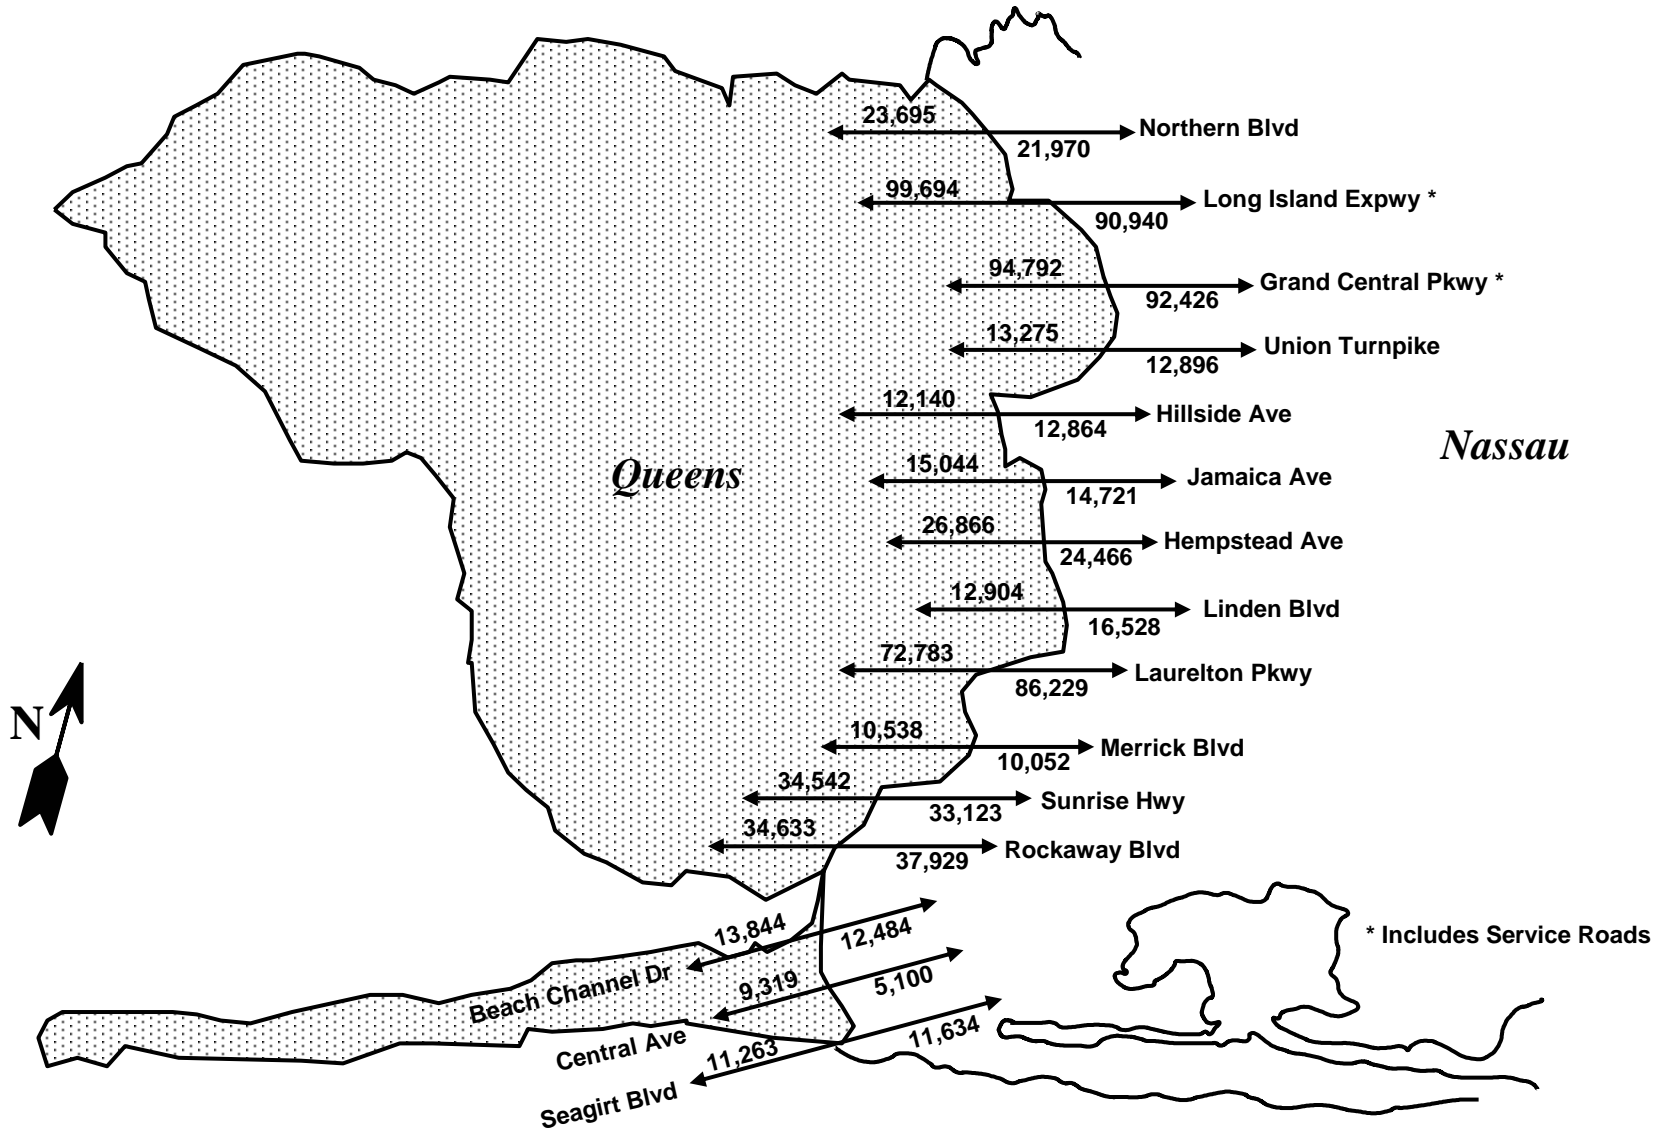 23,695
Northern Blvd
21,970
99,694
Long Island Expwy *
90,940
94,792
Grand Central Pkwy *
92,426
13,275
Union Turnpike
12,896
12,140
Hillside Ave
12,864
Nassau
Queens
15,044
Jamaica Ave
14,721
26,866
Hempstead Ave
24,466
12,904
Linden Blvd
16,528
72,783
Laurelton Pkwy
86,229
N
10,538
Merrick Blvd
10,052
34,542
Sunrise Hwy
33,123
34,633
Rockaway Blvd
37,929
13,844
12,484
* Includes Service Roads
Beach Channel Dr
9,319
5,100
Central Ave
11,263
11,634
Seagirt Blvd